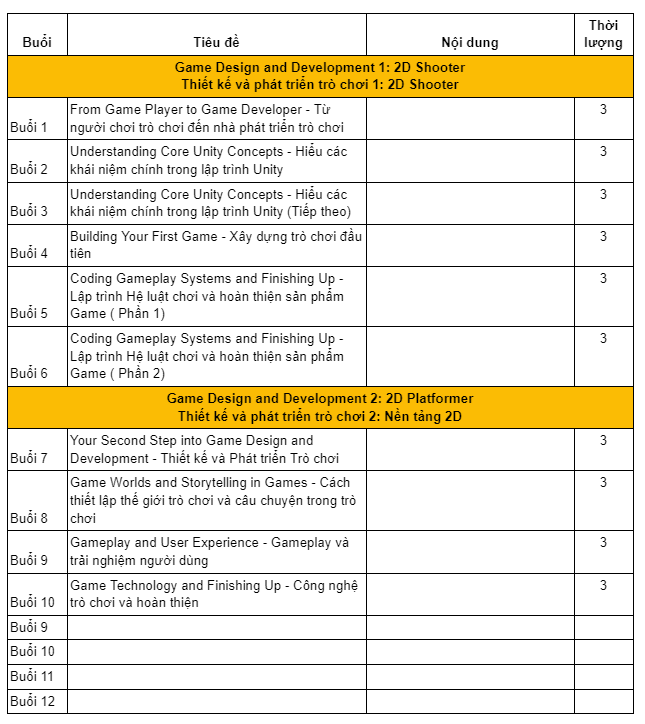 Buổi Tiêu đề Nội dung Thời lượng
Game Design and Development 1: 2D Shooter
Thiết kế và phát triển trò chơi 1: 2D Shooter
Buổi 1 From Game Player to Game Developer - Từ
người chơi trò chơi đến nhà phát triển trò chơi 3
Buổi 2 Understanding Core Unity Concepts - Hiểu các
khái niệm chính trong lập trình Unity 3
Buổi 3 Understanding Core Unity Concepts - Hiểu các
khái niệm chính trong lập trình Unity (Tiếp theo) 3
Buổi 4 Building Your First Game - Xây dựng trò chơi đầu
tiên 3
Buổi 5 Coding Gameplay Systems and Finishing Up -
Lập trình Hệ luật chơi và hoàn thiện sản phẩm
Game ( Phần 1) 3
Buổi 6 Coding Gameplay Systems and Finishing Up -
Lập trình Hệ luật chơi và hoàn thiện sản phẩm
Game ( Phần 2) 3
Game Design and Development 2: 2D Platformer
Thiết kế và phát triển trò chơi 2: Nền tảng 2D
Buổi 7 Your Second Step into Game Design and
Development - Thiết kế và Phát triển Trò chơi 3
Buổi 8 Game Worlds and Storytelling in Games - Cách
thiết lập thế giới trò chơi và câu chuyện trong trò
chơi 3
Buổi 9 Gameplay and User Experience - Gameplay và
trải nghiệm người dùng 3
Buổi 10 Game Technology and Finishing Up - Công nghệ
trò chơi và hoàn thiện 3
Buổi 9
Buổi 10
Buổi 11
Buổi 12